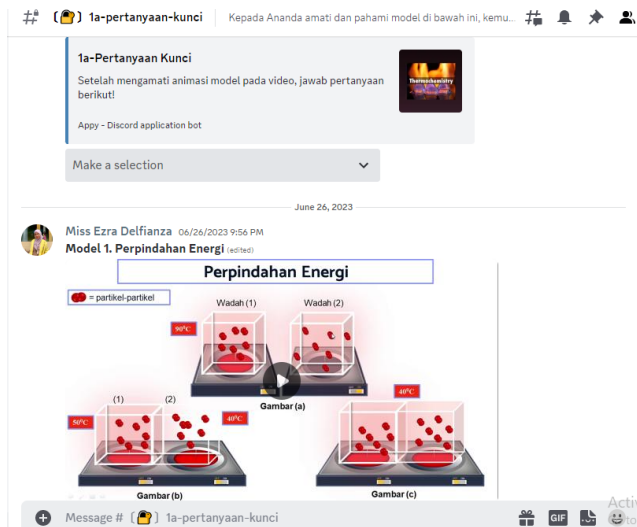 1a-pertanyaan-kunci
Kepada Ananda amati dan pahami model di bawah ini, kemu..
1a-Pertanyaan Kunci
Setelah mengamati animasi model pada video, jawab pertanyaan
berikut!
Thermochemistry
Appy - Discord application bot
Make a selection
June 26, 2023
Miss Ezra Delfianza 06/26/2023 9:56 PM
Model 1. Perpindahan Energi (edited)
Perpindahan Energi
= partikel-partikel
Wadah (1)
Wadah (2)
90°C
Gambar (a)
(1)
(2)
50°C
40°C
40°C
Gambar (b)
Gambar (c)
Message # 1a-pertanyaan-kunci
GIF